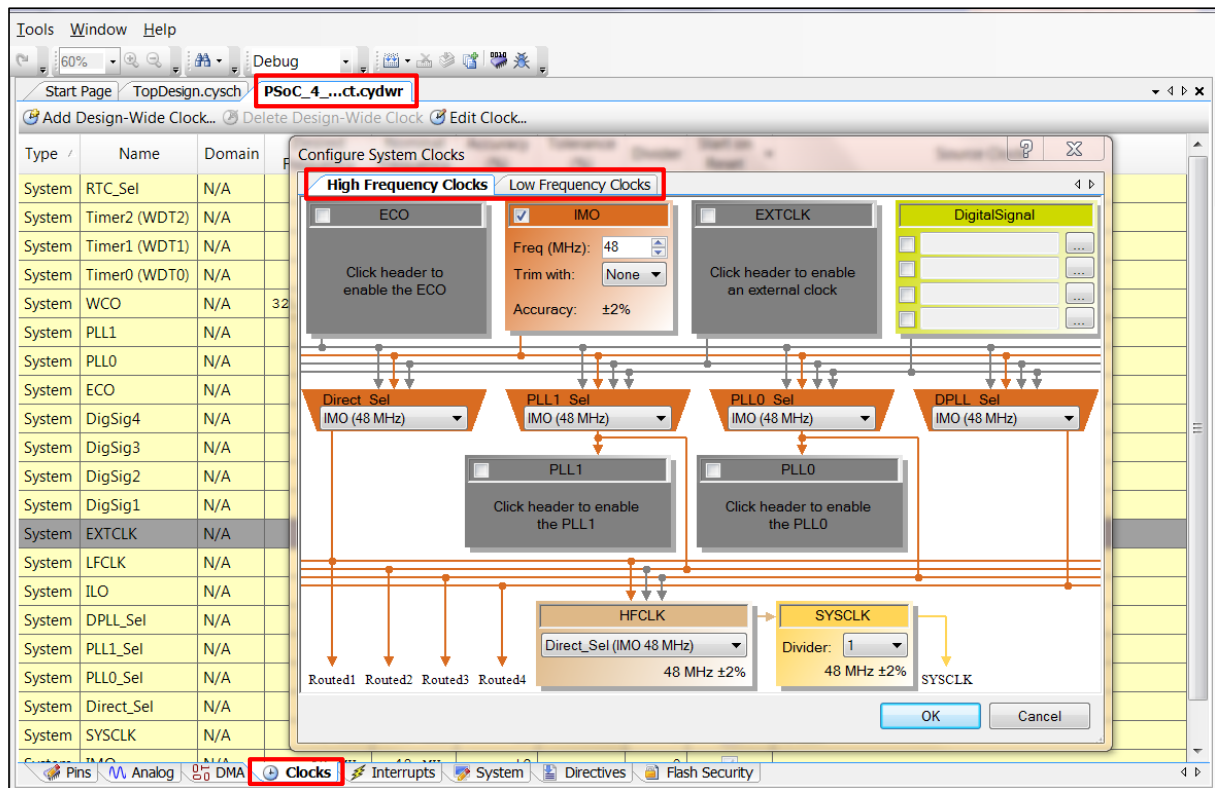 Tools Window Help
60% Debug
Start Page TopDesign.cysch PSoC_4_...ct.cydwr
Add Design-Wide Clock... Delete Design-Wide Clock Edit Clock...
Type Name Domain
Configure System Clocks
High Frequency Clocks Low Frequency Clocks
System RTC_Sel N/A
System Timer2 (WDT2) N/A
System Timer1 (WDT1) N/A
System Timer0 (WDT0) N/A
System WCO N/A 32
System PLL1 N/A
System PLL0 N/A
System ECO N/A
System DigSig4 N/A
System DigSig3 N/A
System DigSig2 N/A
System DigSig1 N/A
System EXTCLK N/A
System LFCLK N/A
System ILO N/A
System DPLL_Sel N/A
System PLL1_Sel N/A
System PLL0_Sel N/A
System Direct_Sel N/A
System SYSCLK N/A
ECO
Click header to
enable the ECO
IMO
Freq (MHz): 48
Trim with: None
Accuracy: ±2%
EXTCLK
Click header to enable
an external clock
DigitalSignal
...
...
...
...
Direct_Sel
IMO (48 MHz)
PLL1_Sel
IMO (48 MHz)
PLL0_Sel
IMO (48 MHz)
DPLL_Sel
IMO (48 MHz)
PLL1
Click header to enable
the PLL1
PLL0
Click header to enable
the PLL0
HFCLK
Direct_Sel (IMO 48 MHz)
48 MHz ±2%
SYSCLK
Divider: 1
48 MHz ±2%
Routed1 Routed2 Routed3 Routed4
SYSCLK
OK Cancel
Pins Analog DMA Clocks Interrupts System Directives Flash Security